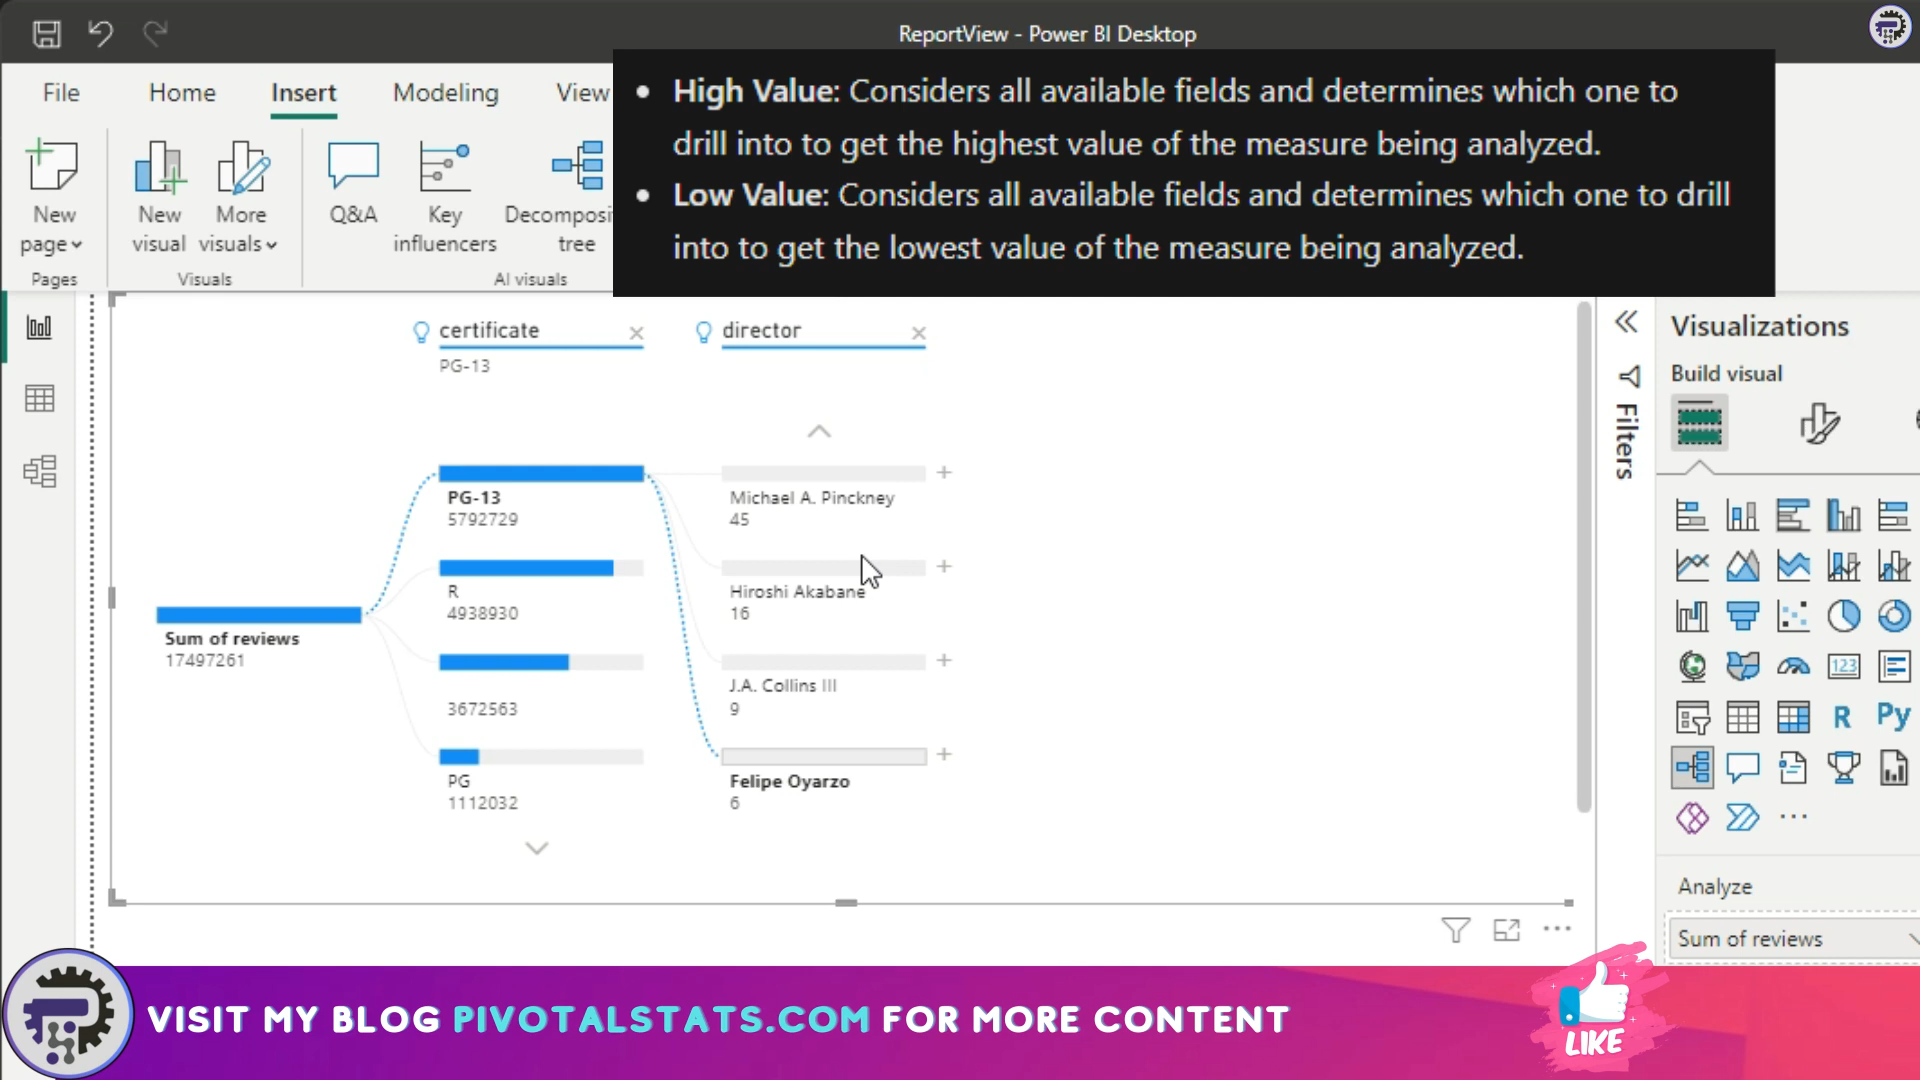 ReportView - Power BI Desktop
File
Home
Insert
Modeling
View
New page
New visual
More visuals
Q&A
Key influencers
Decomposi
tree
Pages
Visuals
AI visuals
• High Value: Considers all available fields and determines which one to
drill into to get the highest value of the measure being analyzed.
• Low Value: Considers all available fields and determines which one to drill
into to get the lowest value of the measure being analyzed.
certificate
PG-13
director
Sum of reviews
17497261
PG-13
5792729
R
4938930
3672563
PG
1112032
Michael A. Pinckney
45
Hiroshi Akabane
16
J.A. Collins III
9
Felipe Oyarzo
6
Filters
Visualizations
Build visual
123
R
Py
Analyze
Sum of reviews
VISIT MY BLOG PIVOTALSTATS.COM FOR MORE CONTENT
LIKE